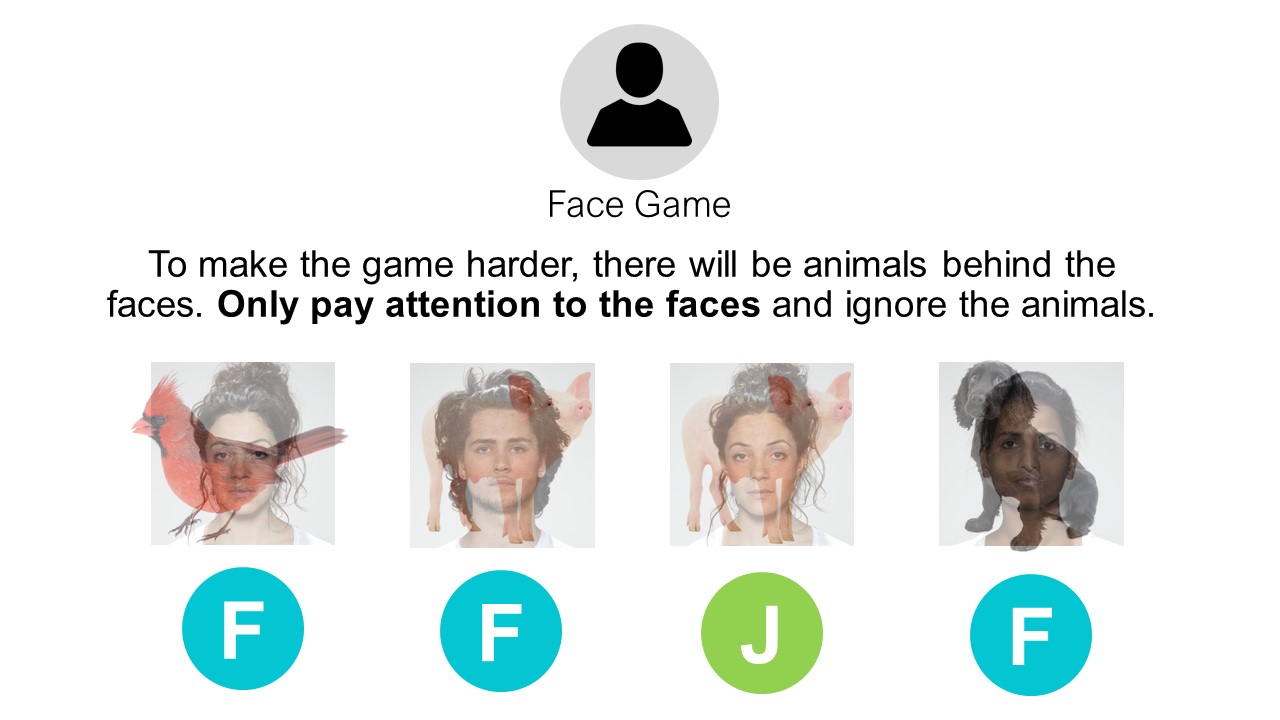 Face Game
To make the game harder, there will be animals behind the
faces. Only pay attention to the faces and ignore the animals.
F F J F